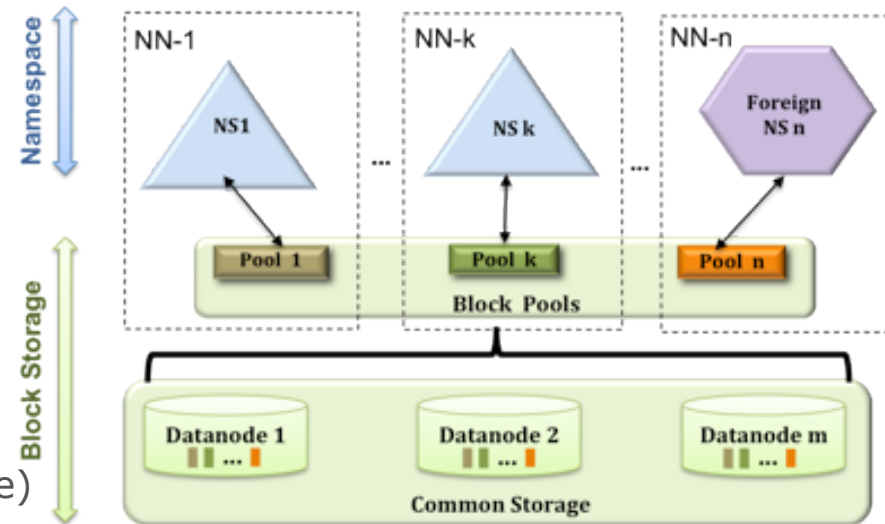 Namespace
NN-1
NN-k
NN-n
NS1
NS k
Foreign
NS n
...
...
Block Storage
Pool 1
Pool k
Pool n
Block Pools
Datanode 1
...
Datanode 2
...
Datanode m
...
Common Storage
e)